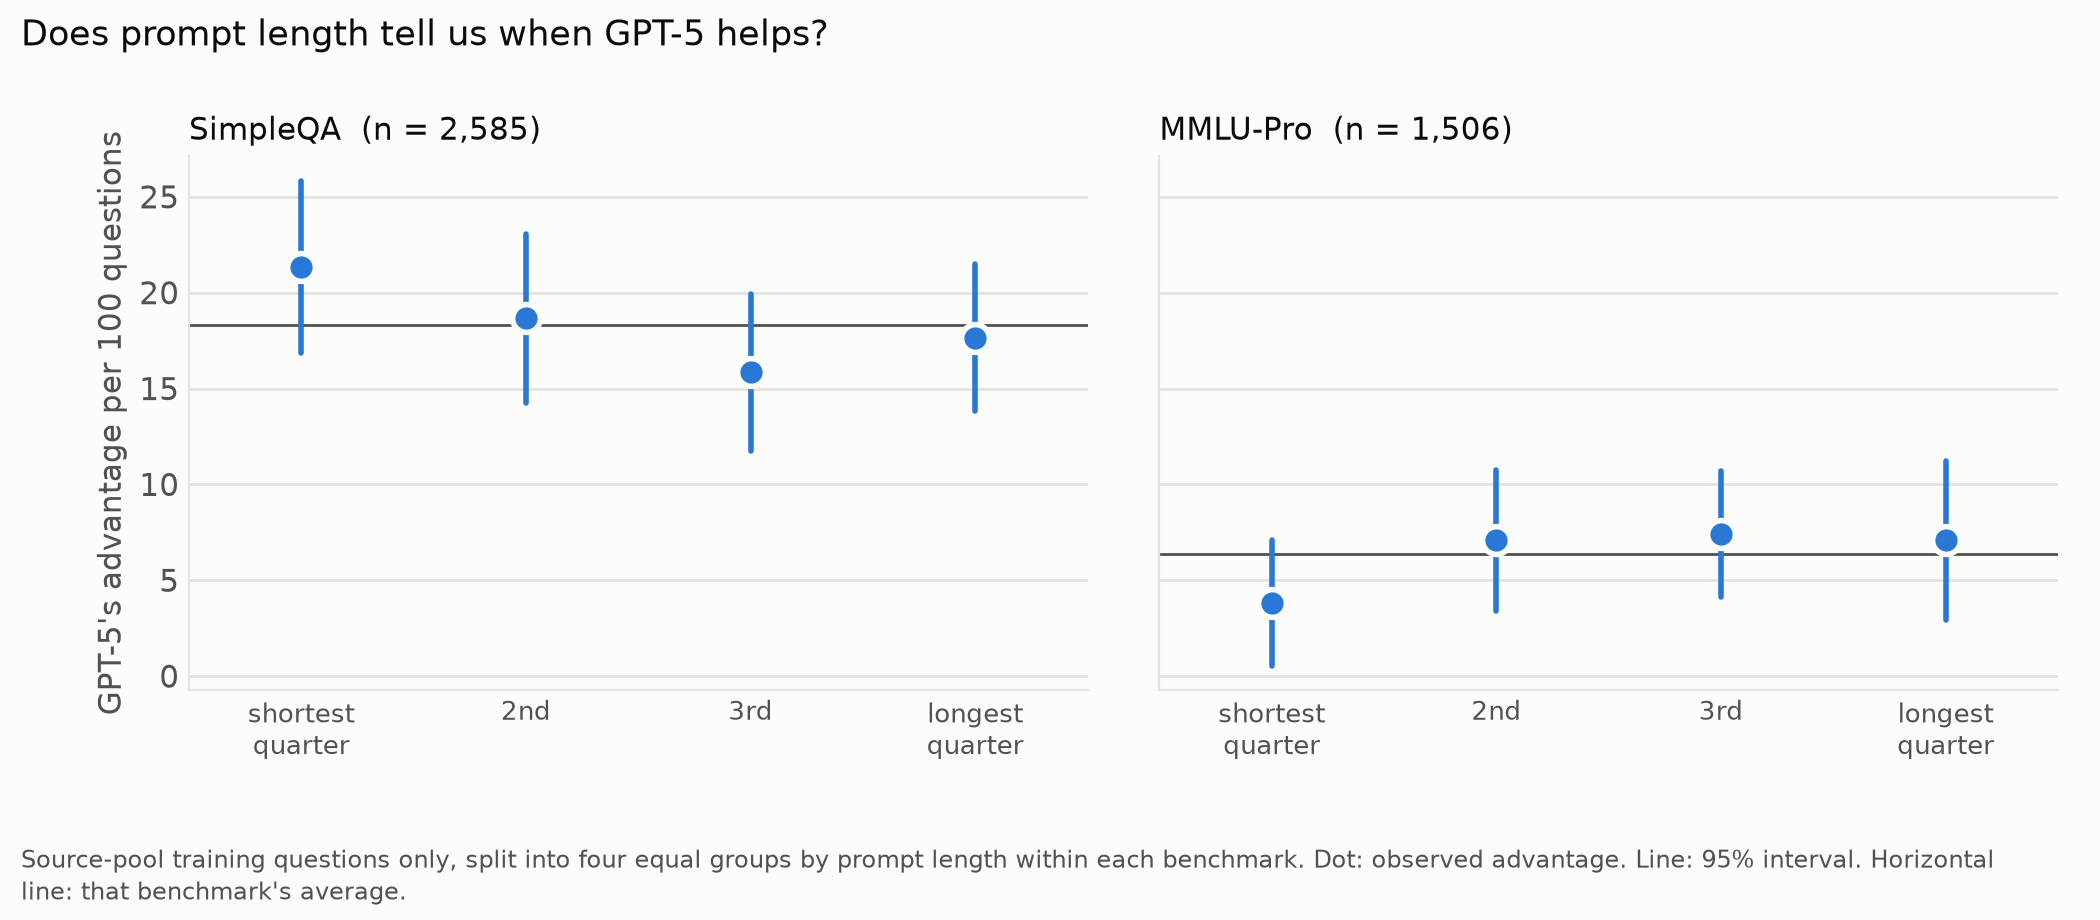 Does prompt length tell us when GPT-5 helps?
SimpleQA (n = 2,585)
MMLU-Pro (n = 1,506)
GPT-5's advantage per 100 questions
25
20
15
10
5
0
shortest
quarter
2nd
3rd
longest
quarter
shortest
quarter
2nd
3rd
longest
quarter
Source-pool training questions only, split into four equal groups by prompt length within each benchmark. Dot: observed advantage. Line: 95% interval. Horizontal
line: that benchmark's average.